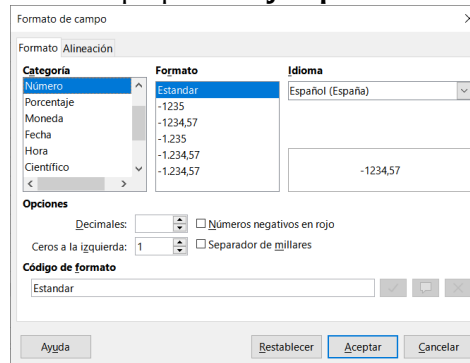 Formato de campo
Formato Alineación
Categoría
Número
Porcentaje
Moneda
Fecha
Hora
Científico
Formato
Estandar
-1235
-1234,57
-1.235
-1.234,57
-1.234,57
Idioma
Español (España)
-1234,57
Opciones
Decimales:
Números negativos en rojo
Ceros a la izquierda: 1
Separador de millares
Código de formato
Estandar
Ayuda Restablecer Aceptar Cancelar